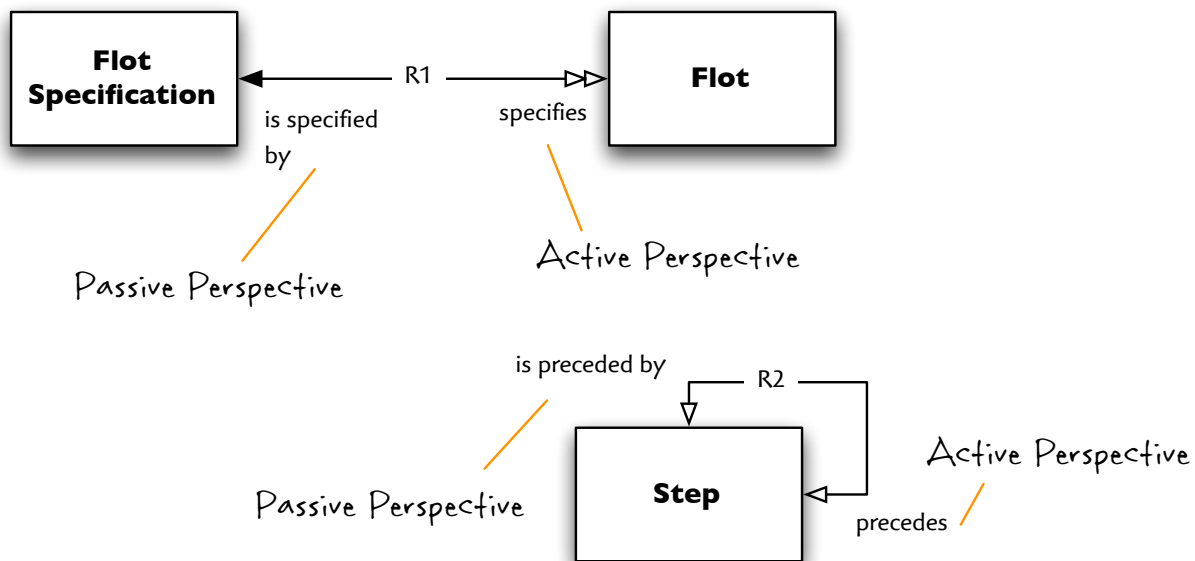 Flot
Specification
R1
Flot
is specified
by
specifies
Passive Perspective
Active Perspective
is preceded by
R2
Step
Passive Perspective
Active Perspective
precedes